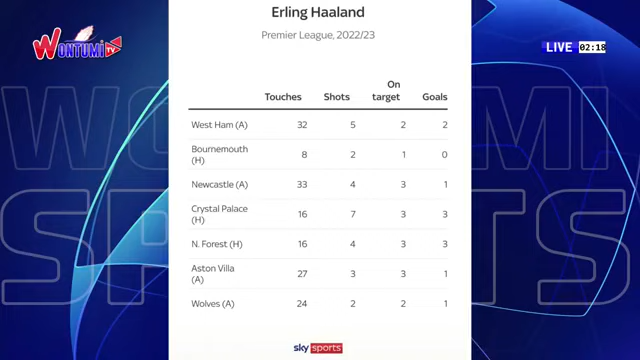 Erling Haaland
Premier League, 2022/23
WONTUMI TV
LIVE 02:18
Touches Shots On target Goals
West Ham (A) 32 5 2 2
Bournemouth (H) 8 2 1 0
Newcastle (A) 33 4 3 1
Crystal Palace (H) 16 7 3 3
N. Forest (H) 16 4 3 3
Aston Villa (A) 27 3 3 1
Wolves (A) 24 2 2 1
sky sports
WONTUMI
SPORTS